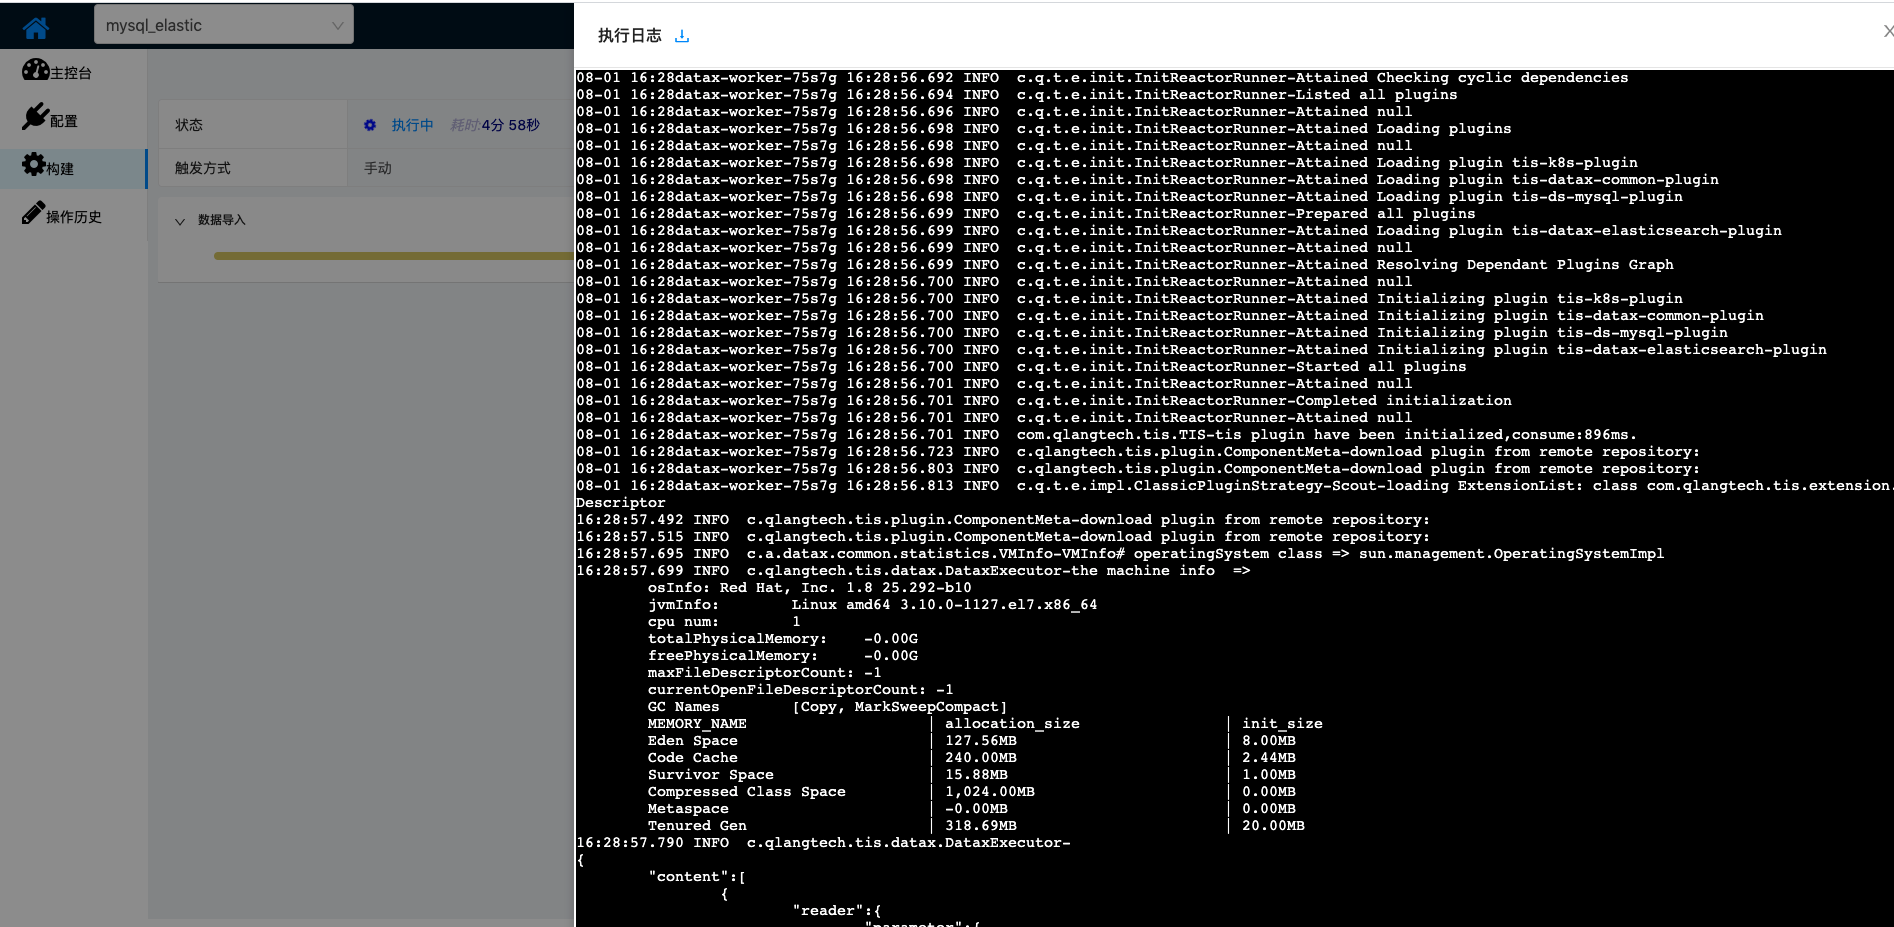 mysql_elastic
主控台
配置
构建
操作历史
状态
执行中 耗时:4分 58秒
触发方式
手动
数据导入
执行日志
08-01 16:28datax-worker-75s7g 16:28:56.692 INFO  c.q.t.e.init.InitReactorRunner-Attained Checking cyclic dependencies
08-01 16:28datax-worker-75s7g 16:28:56.694 INFO  c.q.t.e.init.InitReactorRunner-Listed all plugins
08-01 16:28datax-worker-75s7g 16:28:56.696 INFO  c.q.t.e.init.InitReactorRunner-Attained null
08-01 16:28datax-worker-75s7g 16:28:56.698 INFO  c.q.t.e.init.InitReactorRunner-Attained Loading plugins
08-01 16:28datax-worker-75s7g 16:28:56.698 INFO  c.q.t.e.init.InitReactorRunner-Attained null
08-01 16:28datax-worker-75s7g 16:28:56.698 INFO  c.q.t.e.init.InitReactorRunner-Attained Loading plugin tis-k8s-plugin
08-01 16:28datax-worker-75s7g 16:28:56.698 INFO  c.q.t.e.init.InitReactorRunner-Attained Loading plugin tis-datax-common-plugin
08-01 16:28datax-worker-75s7g 16:28:56.698 INFO  c.q.t.e.init.InitReactorRunner-Attained Loading plugin tis-ds-mysql-plugin
08-01 16:28datax-worker-75s7g 16:28:56.699 INFO  c.q.t.e.init.InitReactorRunner-Prepared all plugins
08-01 16:28datax-worker-75s7g 16:28:56.699 INFO  c.q.t.e.init.InitReactorRunner-Attained Loading plugin tis-datax-elasticsearch-plugin
08-01 16:28datax-worker-75s7g 16:28:56.699 INFO  c.q.t.e.init.InitReactorRunner-Attained null
08-01 16:28datax-worker-75s7g 16:28:56.699 INFO  c.q.t.e.init.InitReactorRunner-Attained Resolving Dependant Plugins Graph
08-01 16:28datax-worker-75s7g 16:28:56.700 INFO  c.q.t.e.init.InitReactorRunner-Attained null
08-01 16:28datax-worker-75s7g 16:28:56.700 INFO  c.q.t.e.init.InitReactorRunner-Attained Initializing plugin tis-k8s-plugin
08-01 16:28datax-worker-75s7g 16:28:56.700 INFO  c.q.t.e.init.InitReactorRunner-Attained Initializing plugin tis-datax-common-plugin
08-01 16:28datax-worker-75s7g 16:28:56.700 INFO  c.q.t.e.init.InitReactorRunner-Attained Initializing plugin tis-ds-mysql-plugin
08-01 16:28datax-worker-75s7g 16:28:56.700 INFO  c.q.t.e.init.InitReactorRunner-Attained Initializing plugin tis-datax-elasticsearch-plugin
08-01 16:28datax-worker-75s7g 16:28:56.700 INFO  c.q.t.e.init.InitReactorRunner-Started all plugins
08-01 16:28datax-worker-75s7g 16:28:56.701 INFO  c.q.t.e.init.InitReactorRunner-Attained null
08-01 16:28datax-worker-75s7g 16:28:56.701 INFO  c.q.t.e.init.InitReactorRunner-Completed initialization
08-01 16:28datax-worker-75s7g 16:28:56.701 INFO  c.q.t.e.init.InitReactorRunner-Attained null
08-01 16:28datax-worker-75s7g 16:28:56.701 INFO  com.qlangtech.tis.TIS-tis plugin have been initialized,consume:896ms.
08-01 16:28datax-worker-75s7g 16:28:56.723 INFO  c.qlangtech.tis.plugin.ComponentMeta-download plugin from remote repository:
08-01 16:28datax-worker-75s7g 16:28:56.803 INFO  c.qlangtech.tis.plugin.ComponentMeta-download plugin from remote repository:
08-01 16:28datax-worker-75s7g 16:28:56.813 INFO  c.q.t.e.impl.ClassicPluginStrategy-Scout-loading ExtensionList: class com.qlangtech.tis.extension.
Descriptor
16:28:57.492 INFO  c.qlangtech.tis.plugin.ComponentMeta-download plugin from remote repository:
16:28:57.515 INFO  c.qlangtech.tis.plugin.ComponentMeta-download plugin from remote repository:
16:28:57.695 INFO  c.a.datax.common.statistics.VMInfo-VMInfo# operatingSystem class => sun.management.OperatingSystemImpl
16:28:57.699 INFO  c.qlangtech.tis.datax.DataxExecutor-the machine info  =>
osInfo: Red Hat, Inc. 1.8 25.292-b10
jvmInfo: Linux amd64 3.10.0-1127.el7.x86_64
cpu num: 1
totalPhysicalMemory: -0.00G
freePhysicalMemory: -0.00G
maxFileDescriptorCount: -1
currentOpenFileDescriptorCount: -1
GC Names [Copy, MarkSweepCompact]
MEMORY_NAME | allocation_size | init_size
Eden Space | 127.56MB | 8.00MB
Code Cache | 240.00MB | 2.44MB
Survivor Space | 15.88MB | 1.00MB
Compressed Class Space | 1,024.00MB | 0.00MB
Metaspace | -0.00MB | 0.00MB
Tenured Gen | 318.69MB | 20.00MB
16:28:57.790 INFO  c.qlangtech.tis.datax.DataxExecutor-
{
"content":[
{
"reader":{
"parameter":{